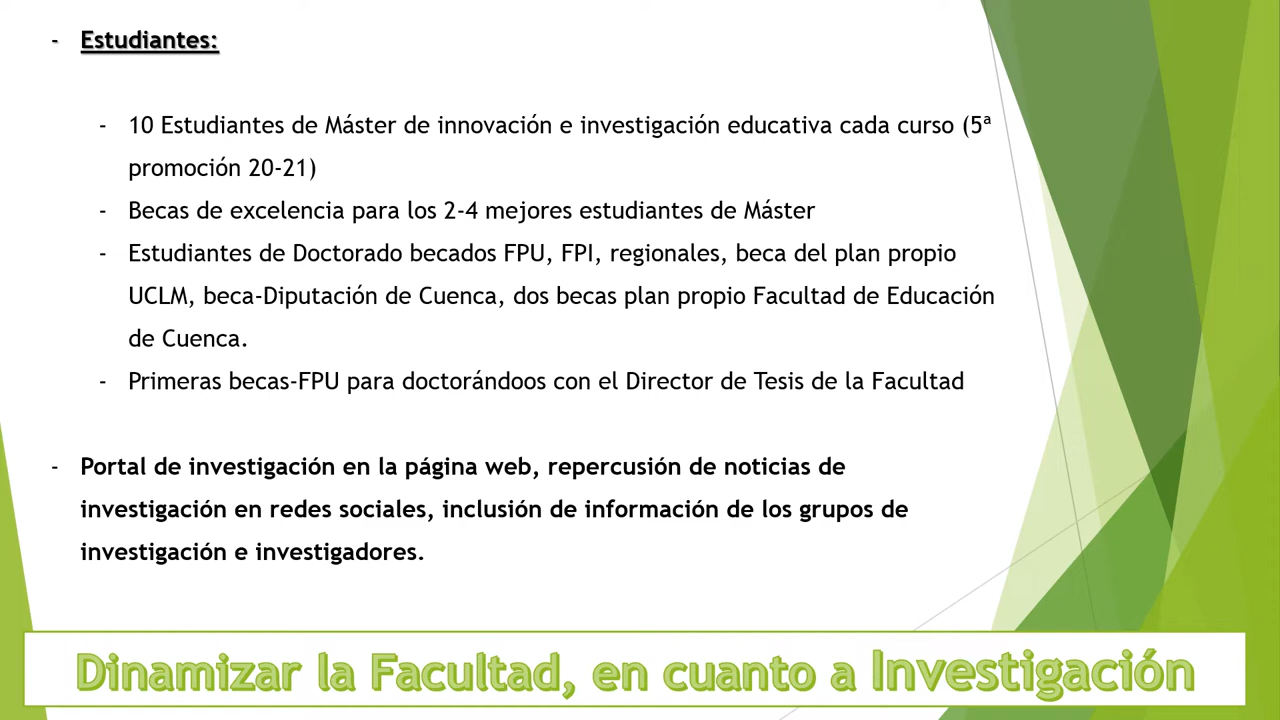 - Estudiantes:
- 10 Estudiantes de Máster de innovación e investigación educativa cada curso (5ª
promoción 20-21)
- Becas de excelencia para los 2-4 mejores estudiantes de Máster
- Estudiantes de Doctorado becados FPU, FPI, regionales, beca del plan propio
UCLM, beca-Diputación de Cuenca, dos becas plan propio Facultad de Educación
de Cuenca.
- Primeras becas-FPU para doctorándoos con el Director de Tesis de la Facultad
- Portal de investigación en la página web, repercusión de noticias de
investigación en redes sociales, inclusión de información de los grupos de
investigación e investigadores.
Dinamizar la Facultad, en cuanto a Investigación